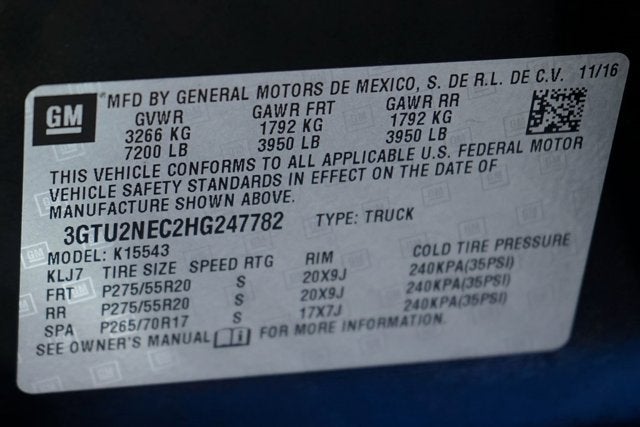 GM ®MFD BY GENERAL MOTORS DE MEXICO, S. DE R.L. DE C.V. 11/16
GVWR GAWR FRT GAWR RR
3266 KG 1792 KG 1792 KG
7200 LB 3950 LB 3950 LB
THIS VEHICLE CONFORMS TO ALL APPLICABLE U.S. FEDERAL MOTOR
VEHICLE SAFETY STANDARDS IN EFFECT ON THE DATE OF
MANUFACTURE SHOWN ABOVE.
3GTU2NEC2HG247782 TYPE: TRUCK
MODEL: K15543
KLJ7 TIRE SIZE SPEED RTG RIM COLD TIRE PRESSURE
FRT P275/55R20 S 20X9J 240KPA(35PSI)
RR P275/55R20 S 20X9J 240KPA(35PSI)
SPA P265/70R17 S 17X7J 240KPA(35PSI)
SEE OWNER'S MANUAL FOR MORE INFORMATION.